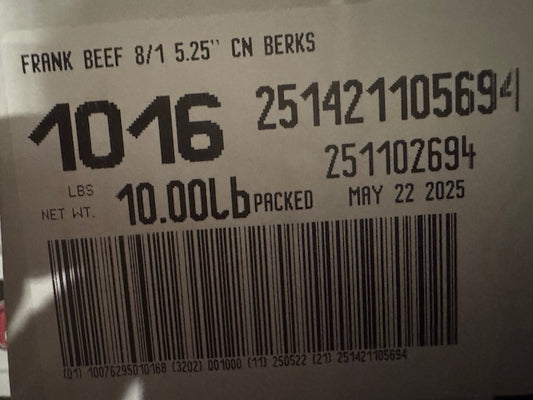 FRANK BEEF 8/1 5.25" CN BERKS
1016 251421105694
251102694
LBS
NET WT. 10.00lb PACKED MAY 22 2025
(01) 10076295010168 (3202) 001000 (11) 250522 (21) 251421105694